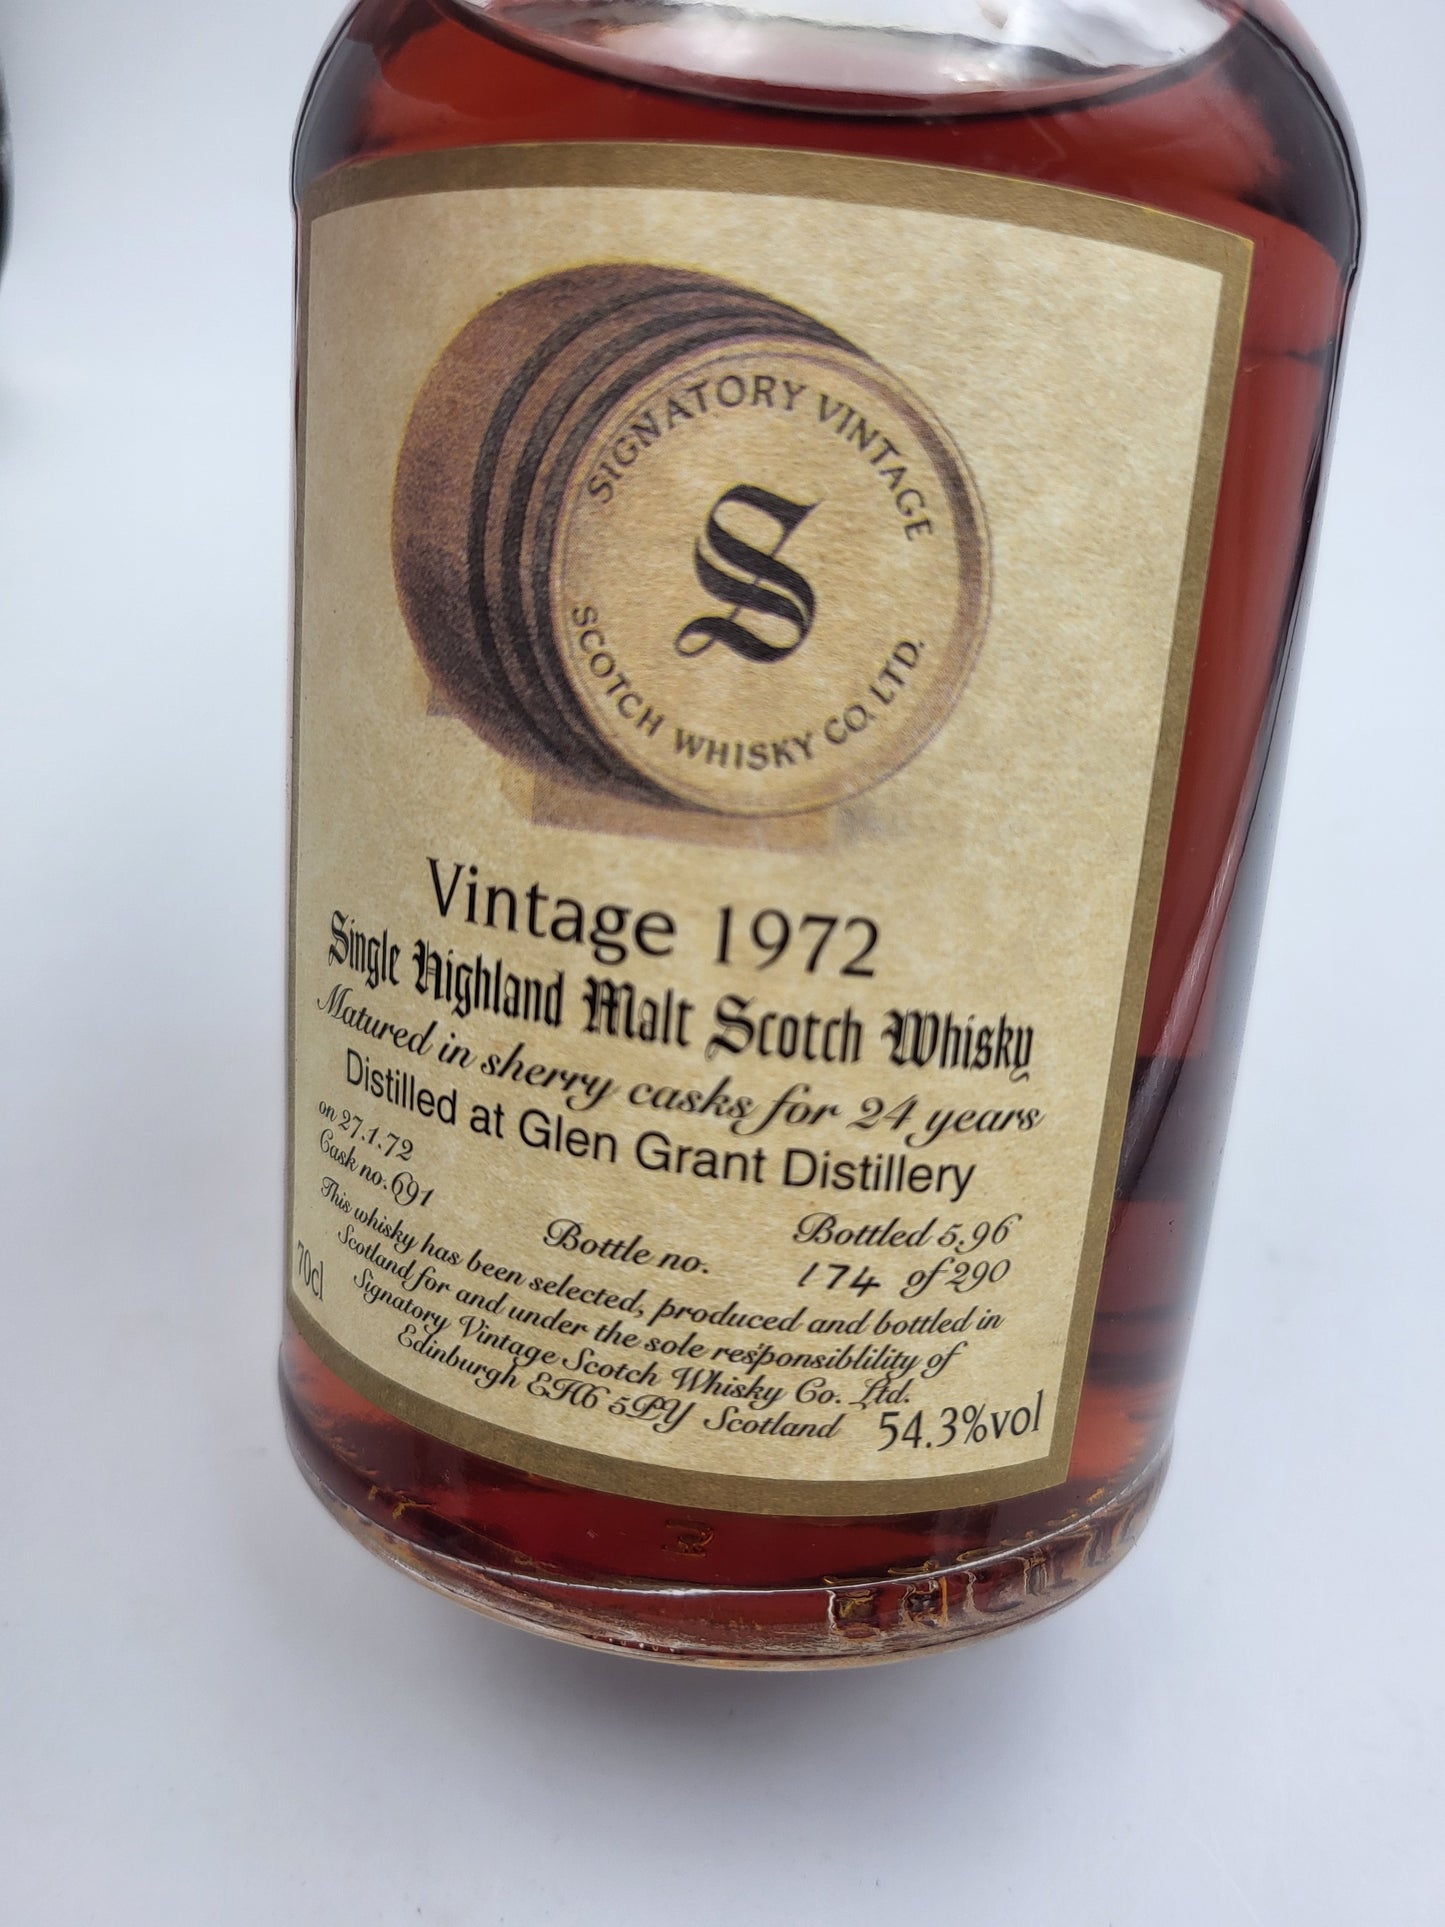 SIGNATORY VINTAGE
S
SCOTCH WHISKY CO. LTD.
Vintage 1972
Single Highland Malt Scotch Whisky
Matured in sherry casks for 24 years
Distilled at Glen Grant Distillery
on 27.1.72
Bottled 5.96
Cask no. 691
Bottle no. 174 of 290
This whisky has been selected, produced and bottled in
Scotland for and under the sole responsiblility of
Signatory Vintage Scotch Whisky Co. Ltd.
Edinburgh EH6 5PY Scotland
70cl
54.3%vol